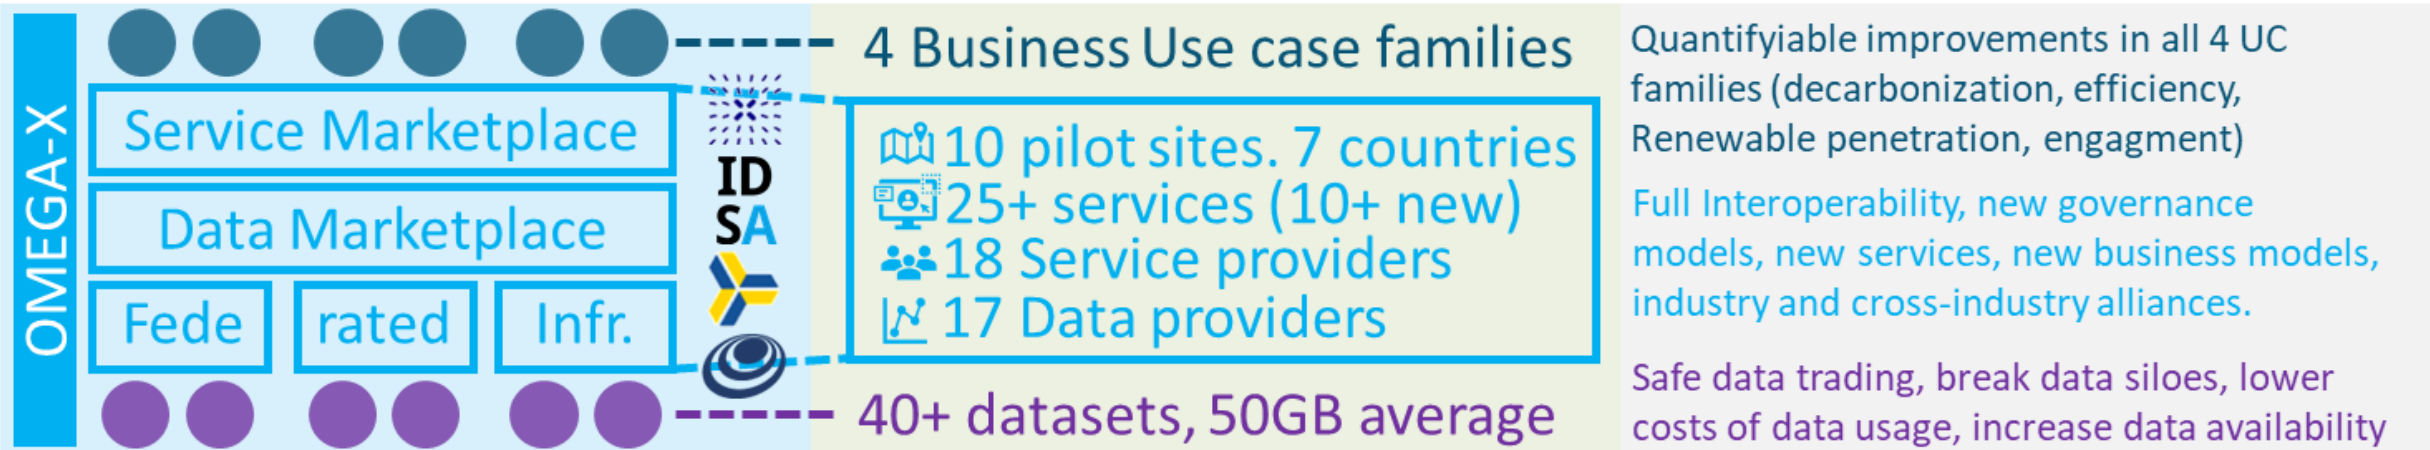 OMEGA-X
Service Marketplace
Data Marketplace
Fede rated Infr.
ID
SA
4 Business Use case families
10 pilot sites. 7 countries
25+ services (10+ new)
18 Service providers
17 Data providers
40+ datasets, 50GB average
Quantifyiable improvements in all 4 UC
families (decarbonization, efficiency,
Renewable penetration, engagment)
Full Interoperability, new governance
models, new services, new business models,
industry and cross-industry alliances.
Safe data trading, break data siloes, lower
costs of data usage, increase data availability